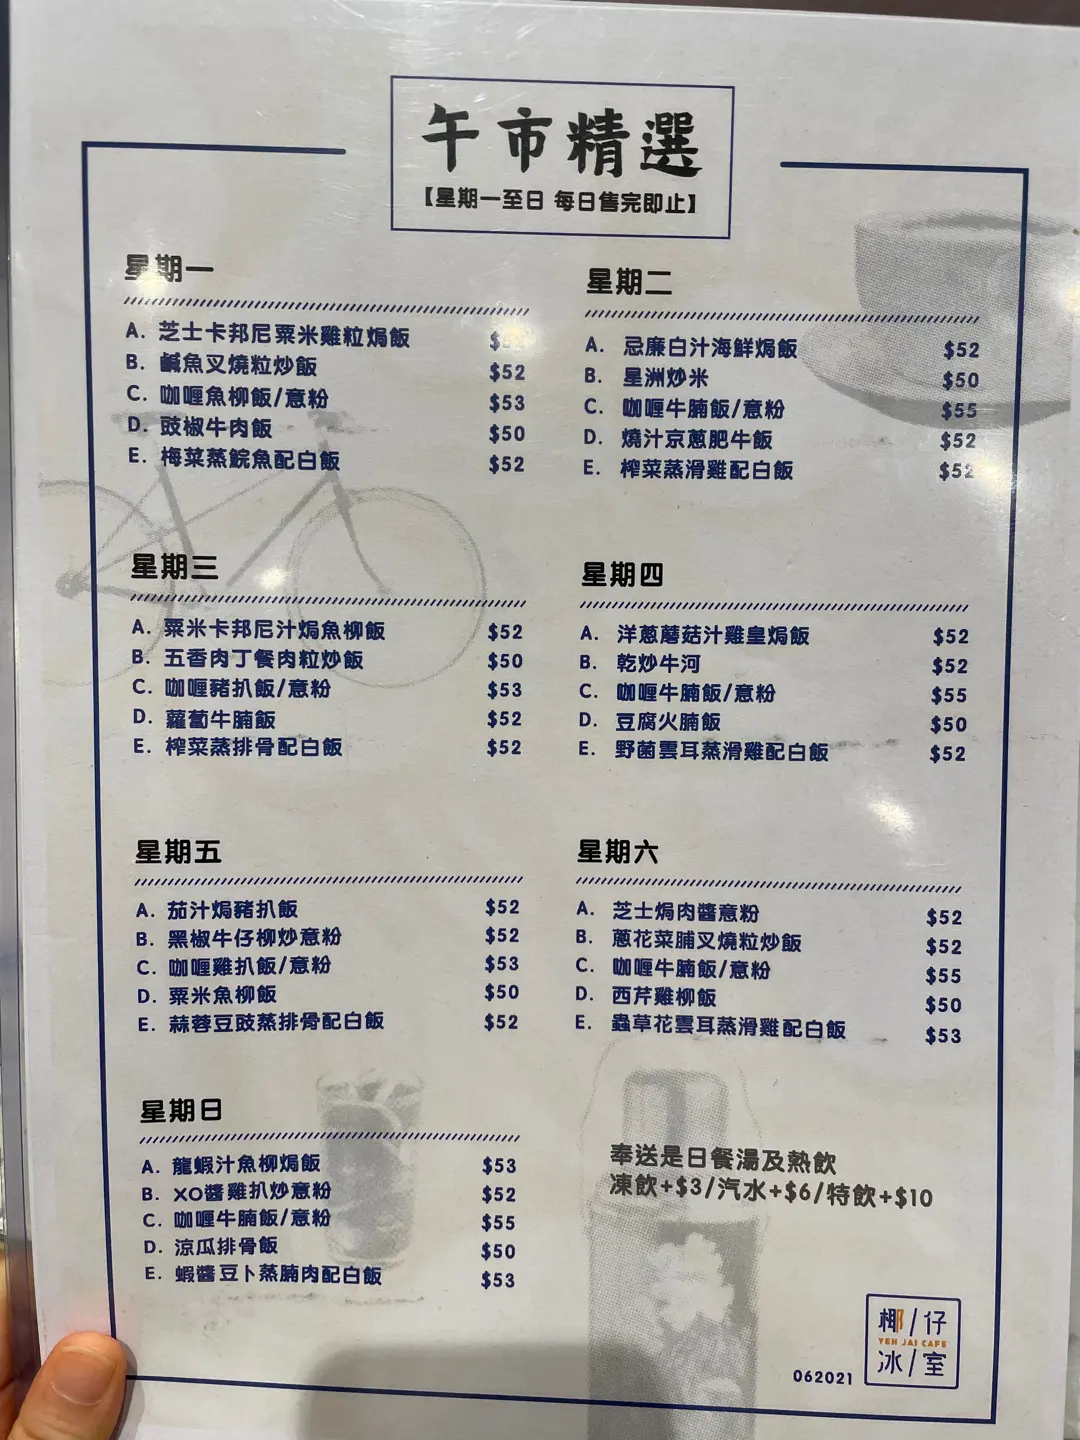 午市精選
【星期一至日 每日售完即止】
星期一
A. 芝士卡邦尼粟米雞粒焗飯
B. 鹹魚叉燒粒炒飯 $52
C. 咖喱魚柳飯/意粉 $53
D. 豉椒牛肉飯 $50
E. 梅菜蒸鯇魚配白飯 $52
星期二
A. 忌廉白汁海鮮焗飯 $52
B. 星洲炒米 $50
C. 咖喱牛腩飯/意粉 $55
D. 燒汁京蔥肥牛飯 $52
E. 榨菜蒸滑雞配白飯 $52
星期三
A. 粟米卡邦尼汁焗魚柳飯 $52
B. 五香肉丁餐肉粒炒飯 $50
C. 咖喱豬扒飯/意粉 $53
D. 蘿蔔牛腩飯 $52
E. 榨菜蒸排骨配白飯 $52
星期四
A. 洋蔥蘑菇汁雞皇焗飯 $52
B. 乾炒牛河 $52
C. 咖喱牛腩飯/意粉 $55
D. 豆腐火腩飯 $50
E. 野菌雲耳蒸滑雞配白飯 $52
星期五
A. 茄汁焗豬扒飯 $52
B. 黑椒牛仔柳炒意粉 $52
C. 咖喱雞扒飯/意粉 $53
D. 粟米魚柳飯 $50
E. 蒜蓉豆豉蒸排骨配白飯 $52
星期六
A. 芝士焗肉醬意粉 $52
B. 蔥花菜脯叉燒粒炒飯 $52
C. 咖喱牛腩飯/意粉 $55
D. 西芹雞柳飯 $50
E. 蟲草花雲耳蒸滑雞配白飯 $53
星期日
A. 龍蝦汁魚柳焗飯 $53
B. XO醬雞扒炒意粉 $52
C. 咖喱牛腩飯/意粉 $55
D. 涼瓜排骨飯 $50
E. 蝦醬豆卜蒸腩肉配白飯 $53
奉送是日餐湯及熱飲
凍飲+$3/汽水+$6/特飲+$10
椰/仔
YEH JAI CAFE
冰/室
062021